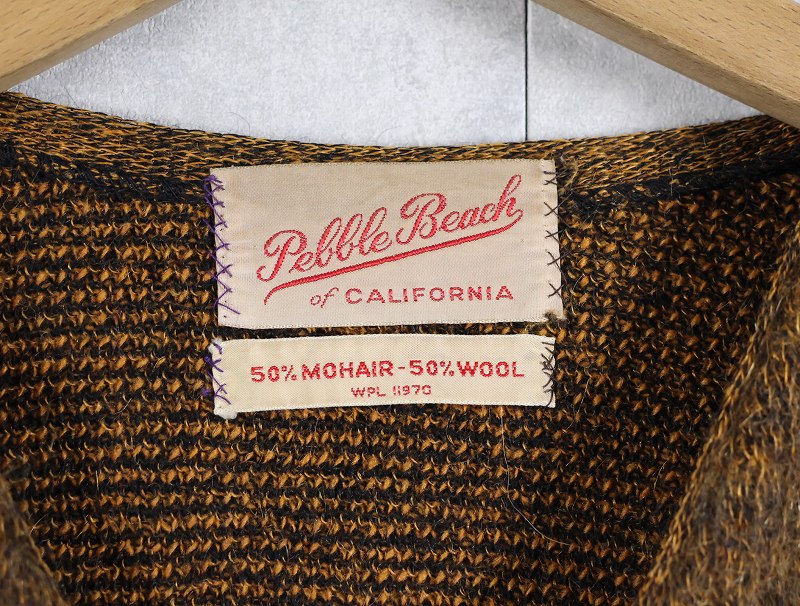 Pebble Beach
of CALIFORNIA
50% MOHAIR - 50% WOOL
WPL 11970